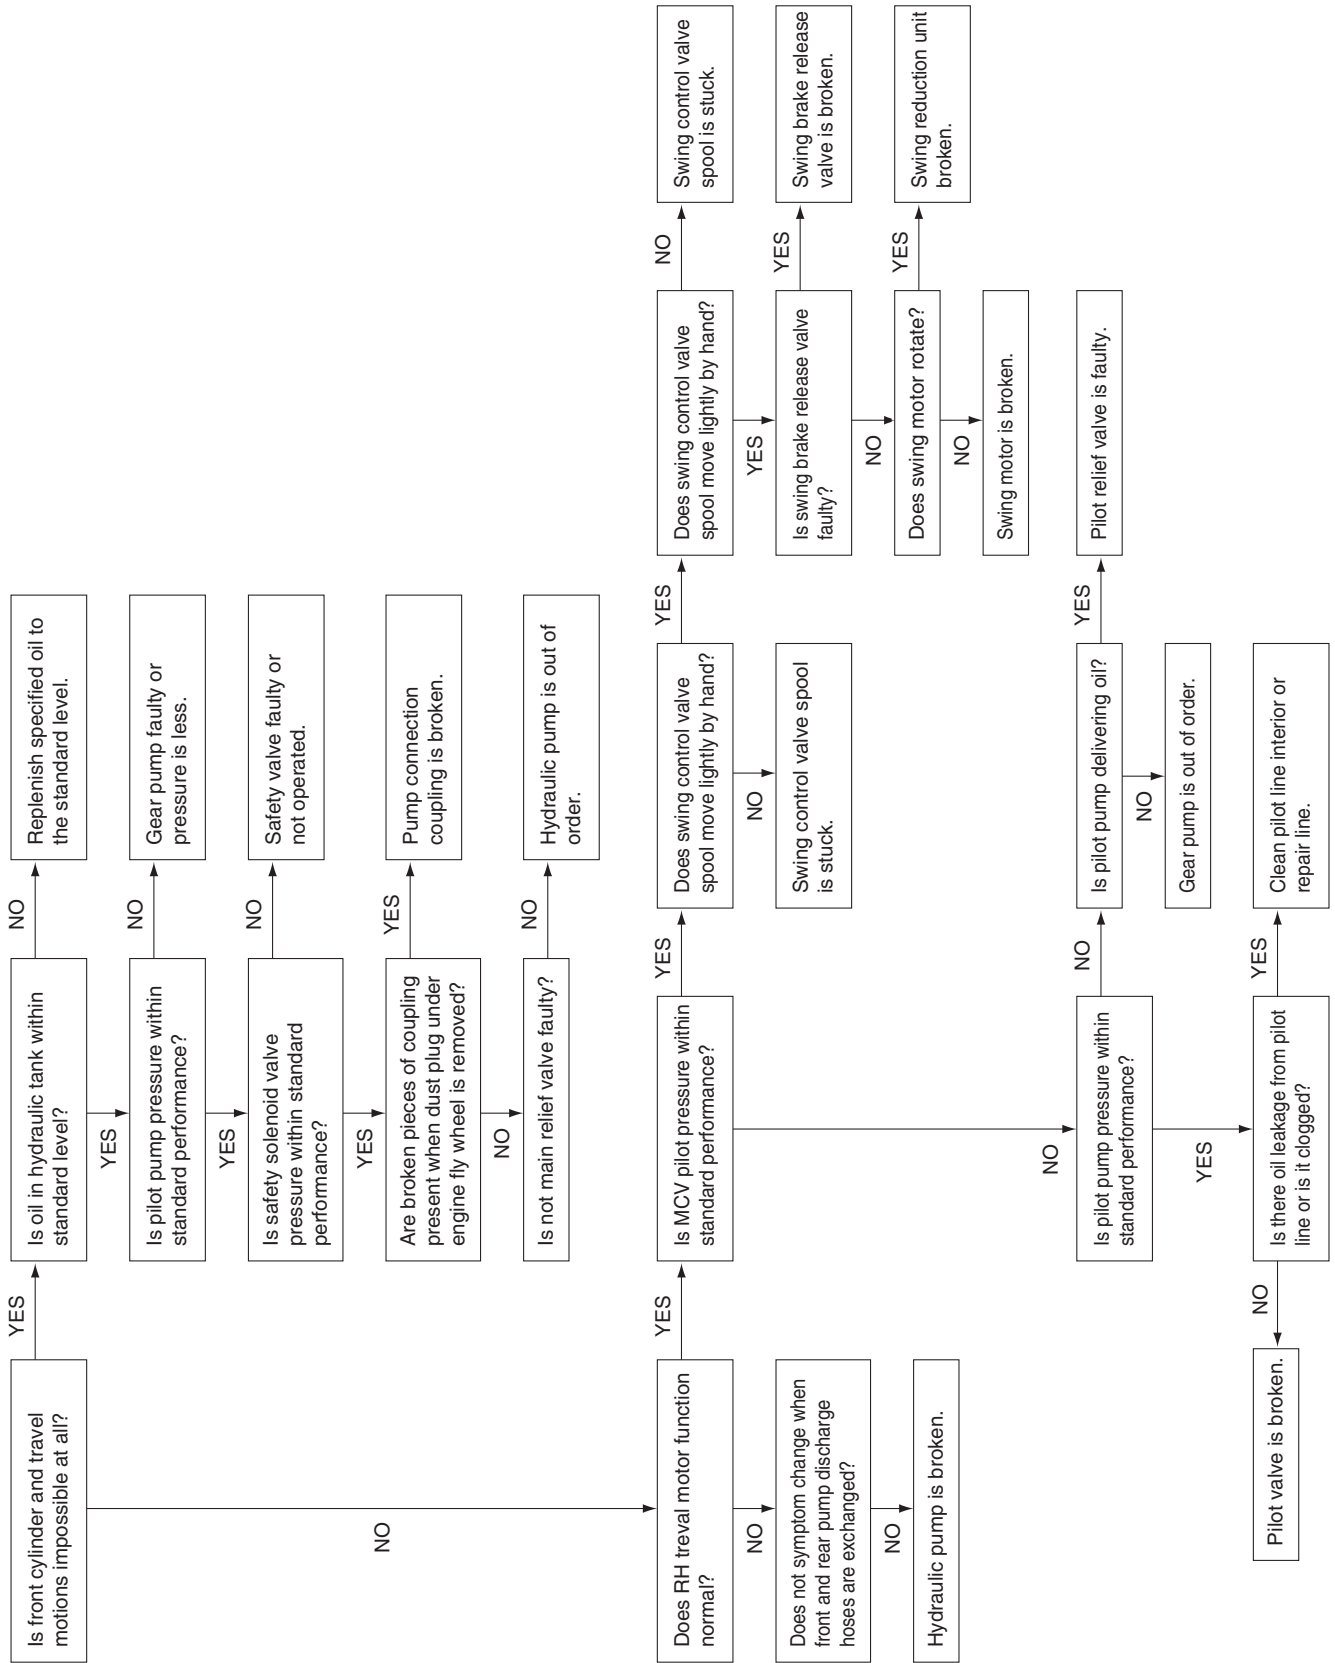 Is front cylinder and travel
motions impossible at all?
YES
Is oil in hydraulic tank within
standard level?
NO
Replenish specified oil to
the standard level.
YES
Is pilot pump pressure within
standard performance?
NO
Gear pump faulty or
pressure is less.
YES
Is safety solenoid valve
pressure within standard
performance?
NO
Safety valve faulty or
not operated.
YES
Are broken pieces of coupling
present when dust plug under
engine fly wheel is removed?
YES
Pump connection
coupling is broken.
NO
Is not main relief valve faulty?
NO
Hydraulic pump is out of
order.
NO
Does RH treval motor function
normal?
YES
Is MCV pilot pressure within
standard performance?
YES
Does swing control valve
spool move lightly by hand?
YES
Does swing control valve
spool move lightly by hand?
NO
Swing control valve
spool is stuck.
NO
Does not symptom change when
front and rear pump discharge
hoses are exchanged?
NO
Hydraulic pump is broken.
NO
Swing control valve spool
is stuck.
YES
Is swing brake release valve
faulty?
YES
Swing brake release
valve is broken.
NO
Does swing motor rotate?
YES
Swing reduction unit
broken.
NO
Swing motor is broken.
NO
Is pilot pump pressure within
standard performance?
NO
Is pilot pump delivering oil?
YES
Pilot relief valve is faulty.
NO
Gear pump is out of order.
YES
Is there oil leakage from pilot
line or is it clogged?
YES
Clean pilot line interior or
repair line.
NO
Pilot valve is broken.